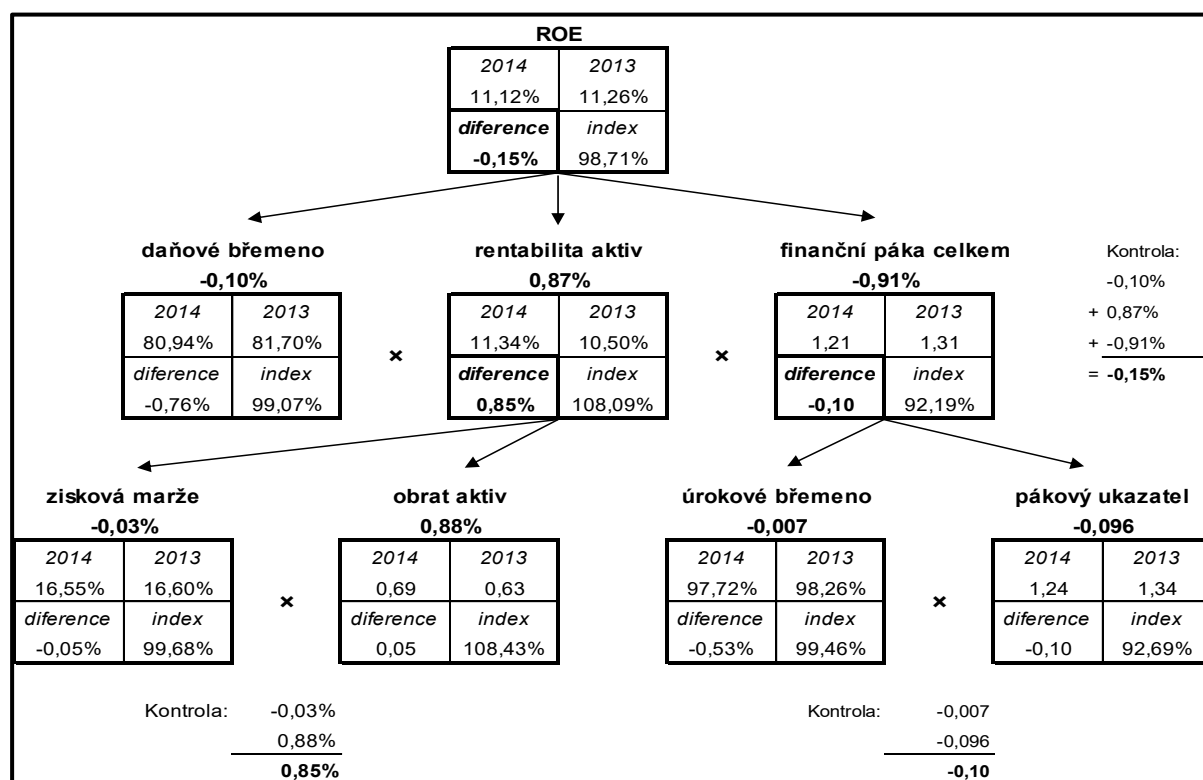 ROE
2014 2013
11,12% 11,26%
diference index
-0,15% 98,71%
daňové břemeno rentabilita aktiv finanční páka celkem Kontrola:
-0,10% 0,87% -0,91% -0,10%
2014 2013 2014 2013 2014 2013 + 0,87%
80,94% 81,70% × 11,34% 10,50% × 1,21 1,31 + -0,91%
diference index diference index diference index = -0,15%
-0,76% 99,07% 0,85% 108,09% -0,10 92,19%
zisková marže obrat aktiv úrokové břemeno pákový ukazatel
-0,03% 0,88% -0,007 -0,096
2014 2013 2014 2013 2014 2013 2014 2013
16,55% 16,60% × 0,69 0,63 97,72% 98,26% × 1,24 1,34
diference index diference index diference index diference index
-0,05% 99,68% 0,05 108,43% -0,53% 99,46% -0,10 92,69%
Kontrola: -0,03% Kontrola: -0,007
0,88% -0,096
0,85% -0,10